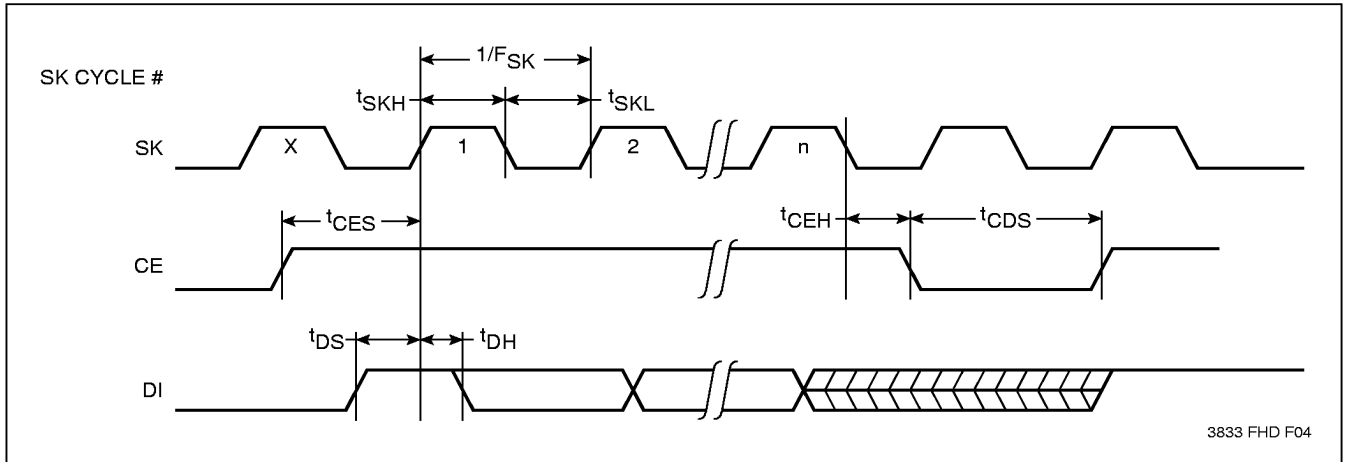 1/FSK
SK CYCLE #
tSKH
tSKL
SK
X
1
2
n
tCES
tCEH
tCDS
CE
tDS
tDH
DI
3833 FHD F04